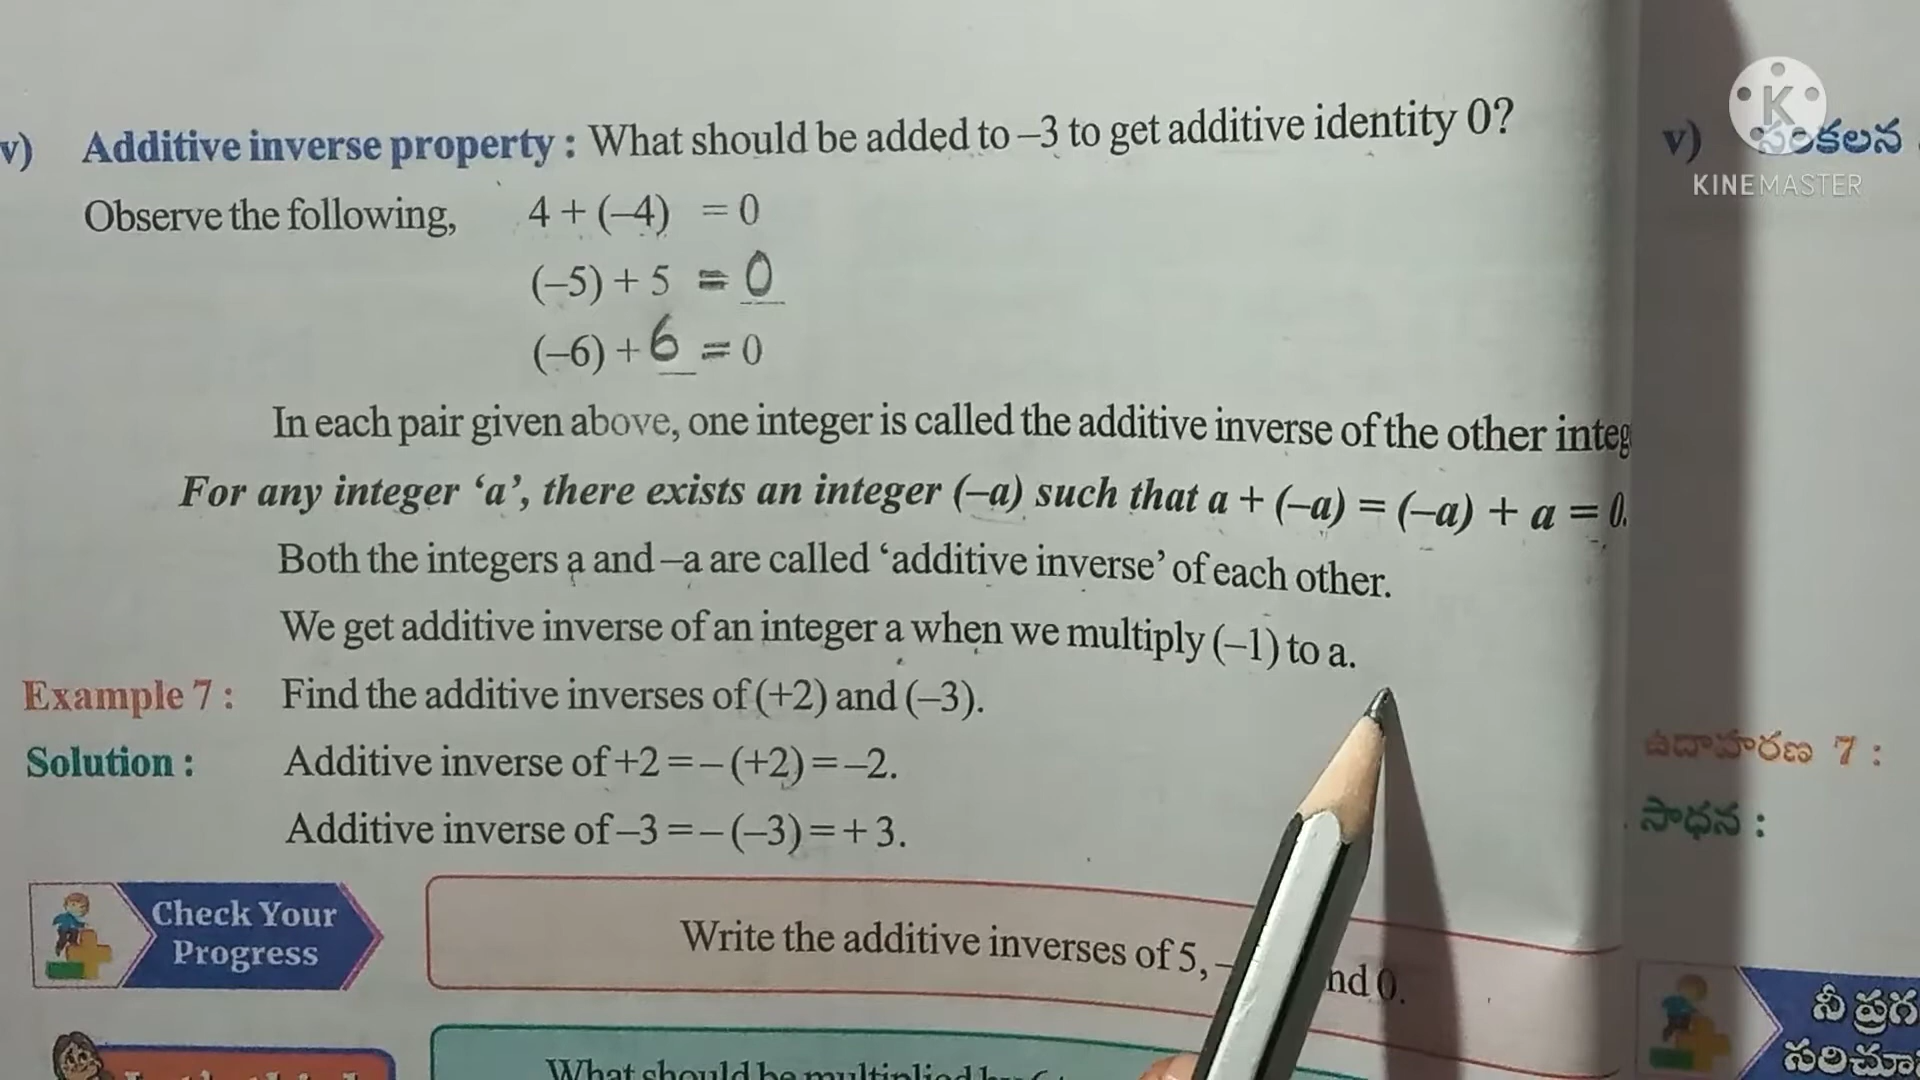 v) Additive inverse property : What should be added to –3 to get additive identity 0?
Observe the following, 4 + (–4) = 0
(–5) + 5 = 0
(–6) + 6 = 0
In each pair given above, one integer is called the additive inverse of the other integ
For any integer ‘a’, there exists an integer (–a) such that a + (–a) = (–a) + a = 0.
Both the integers a and –a are called ‘additive inverse’ of each other.
We get additive inverse of an integer a when we multiply (–1) to a.
Example 7 : Find the additive inverses of (+2) and (–3).
Solution : Additive inverse of +2 = – (+2) = –2.
Additive inverse of –3 = – (–3) = + 3.
Check Your
Progress
Write the additive inverses of 5, – nd 0.
What should be multiplied
v) సంకలన
K
KINEMASTER
ఉదాహరణ 7 :
సాధన :
నీ ప్రగ
సరిచూ